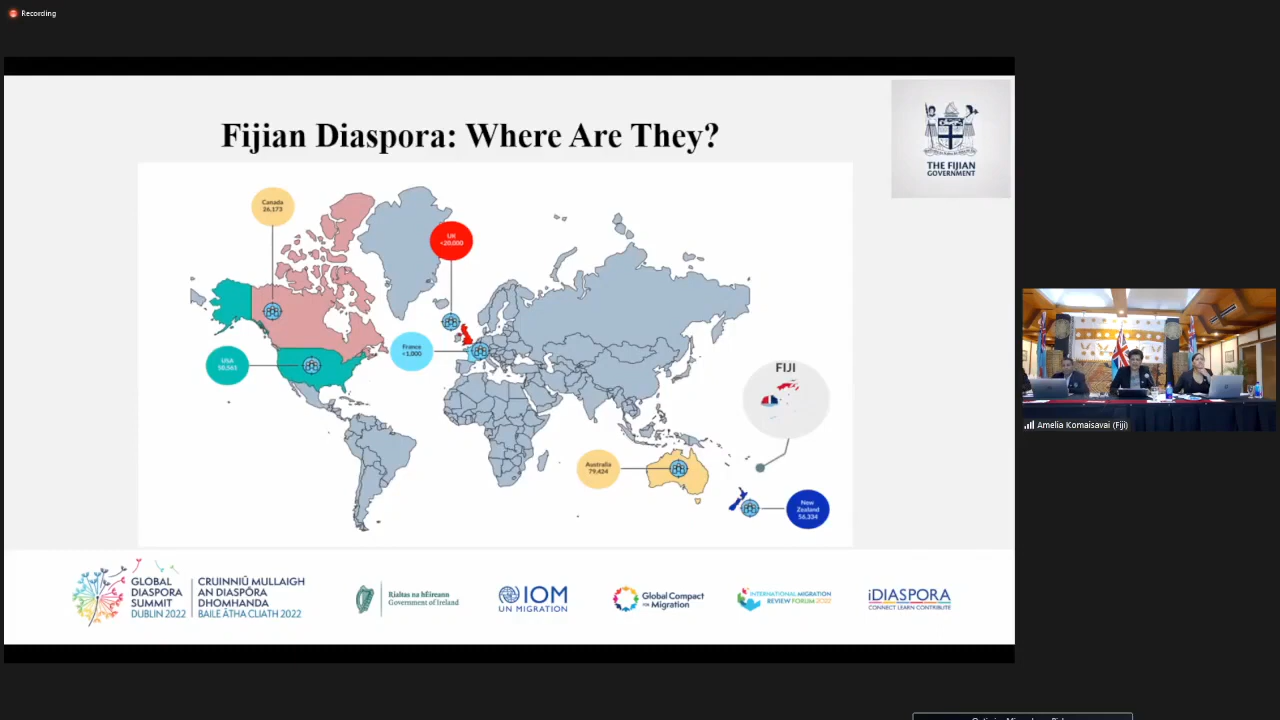 Recording
Fijian Diaspora: Where Are They?
THE FIJIAN
GOVERNMENT
Canada
26,173
UK
<20,000
France
<1,000
USA
50,561
FIJI
Australia
79,424
New
Zealand
56,334
Amelia Komaisavai (Fiji)
GLOBAL
DIASPORA
SUMMIT
DUBLIN 2022
CRUINNIÚ MULLAIGH
AN DIASPÓRA
DHOMHANDA
BAILE ÁTHA CLIATH 2022
Rialtas na hÉireann
Government of Ireland
IOM
UN MIGRATION
Global Compact
FOR Migration
INTERNATIONAL MIGRATION
REVIEW FORUM 2022
iDIASPORA
CONNECT LEARN CONTRIBUTE